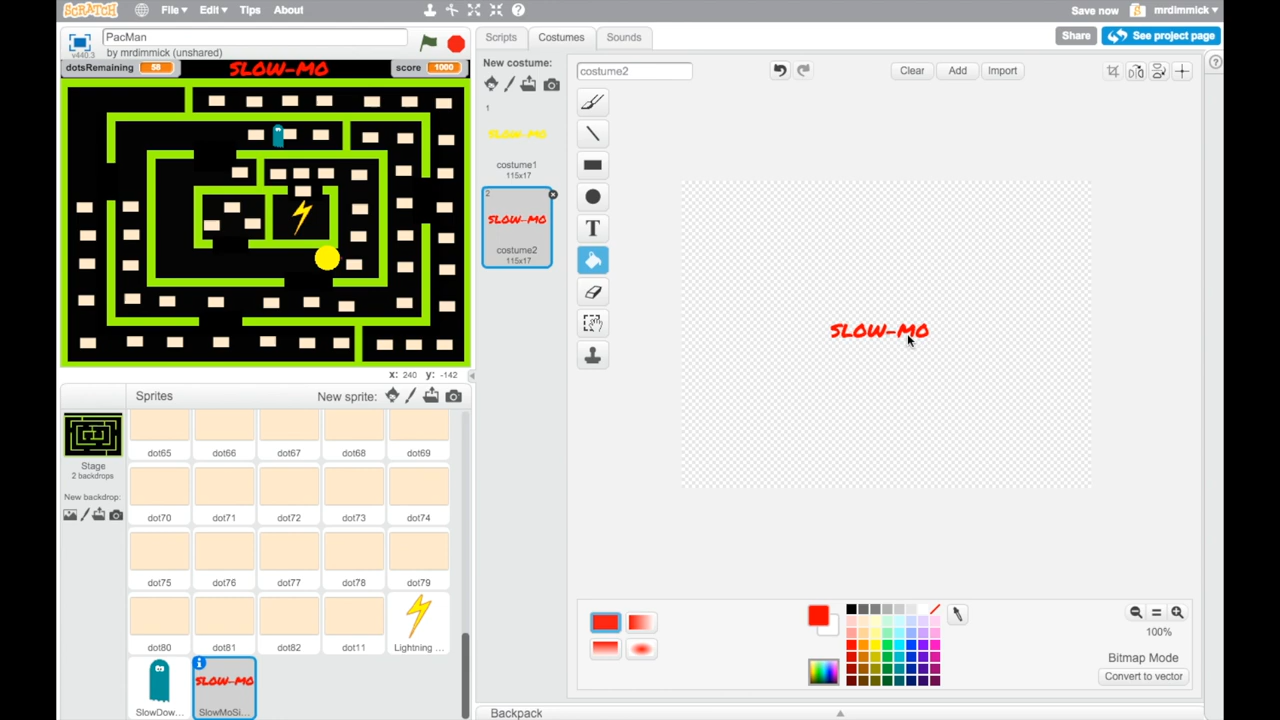 SCRATCH File▾ Edit▾ Tips About Save now mrdimmick▾
PacMan
v440.3 by mrdimmick (unshared)
Scripts Costumes Sounds Share See project page
dotsRemaining 58 SLOW-MO score 1000
New costume:
costume2 Clear Add Import
1
SLOW-MO
costume1
115x17
2
SLOW-MO
costume2
115x17
T
SLOW-MO
x: 240 y: -142
Sprites New sprite:
Stage
2 backdrops
New backdrop:
dot65 dot66 dot67 dot68 dot69
dot70 dot71 dot72 dot73 dot74
dot75 dot76 dot77 dot78 dot79
dot80 dot81 dot82 dot11 Lightning ...
SLOW-MO
SlowDow... SlowMoSi...
100%
Bitmap Mode
Convert to vector
Backpack